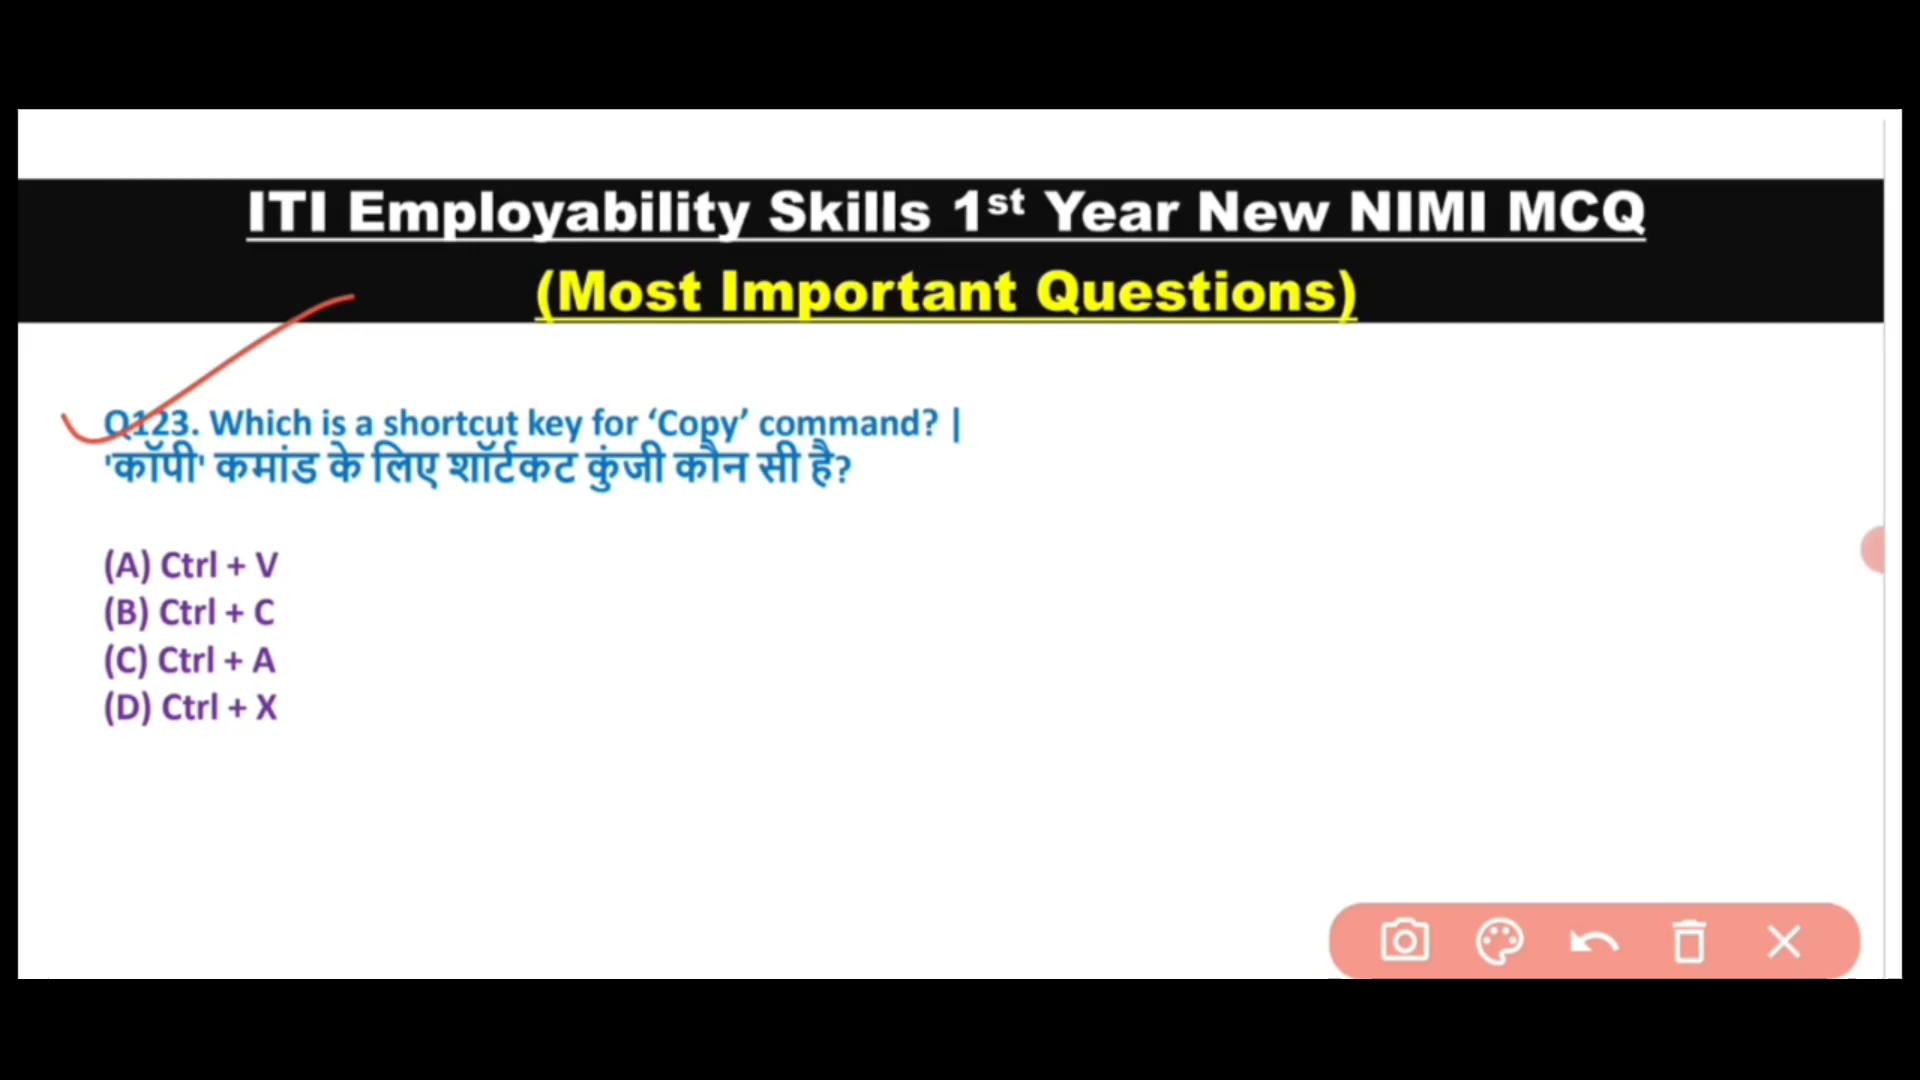 ITI Employability Skills 1st Year New NIMI MCQ
(Most Important Questions)
Q123. Which is a shortcut key for ‘Copy’ command? |
'कॉपी' कमांड के लिए शॉर्टकट कुंजी कौन सी है?
(A) Ctrl + V
(B) Ctrl + C
(C) Ctrl + A
(D) Ctrl + X